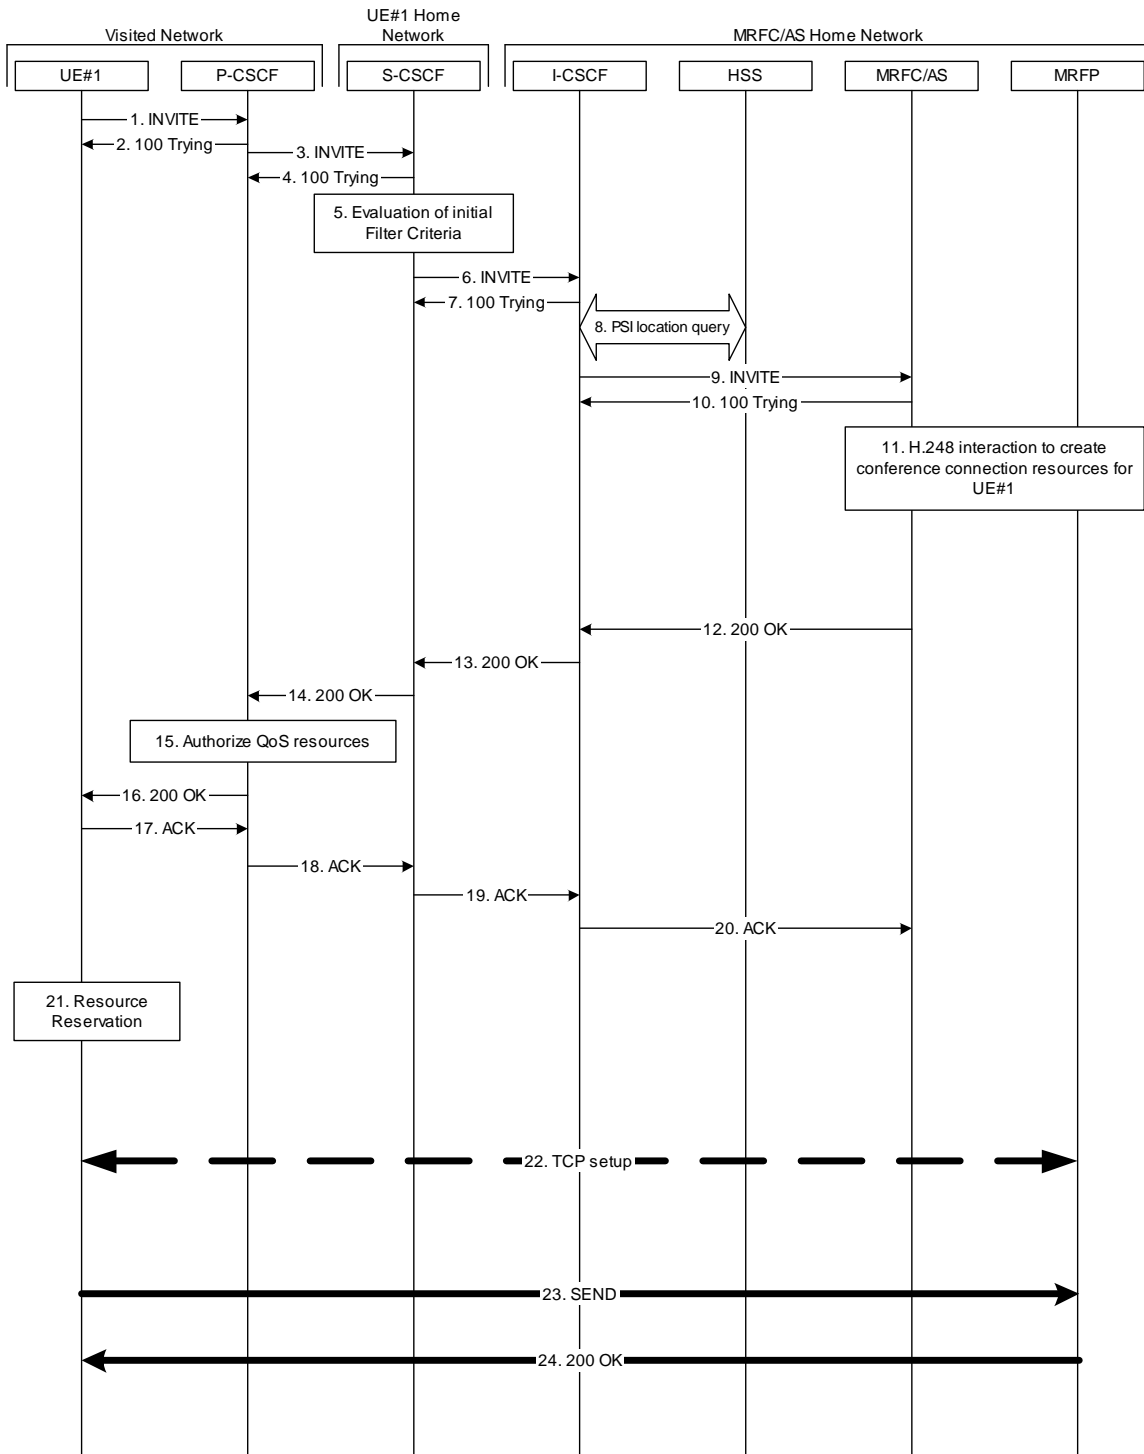 UE#1 Home
Network
Visited Network
MRFC/AS Home Network
UE#1
P-CSCF
S-CSCF
I-CSCF
HSS
MRFC/AS
MRFP
1. INVITE
2. 100 Trying
3. INVITE
4. 100 Trying
5. Evaluation of initial
Filter Criteria
6. INVITE
7. 100 Trying
8. PSI location query
9. INVITE
10. 100 Trying
11. H.248 interaction to create
conference connection resources for
UE#1
12. 200 OK
13. 200 OK
14. 200 OK
15. Authorize QoS resources
16. 200 OK
17. ACK
18. ACK
19. ACK
20. ACK
21. Resource
Reservation
22. TCP setup
23. SEND
24. 200 OK